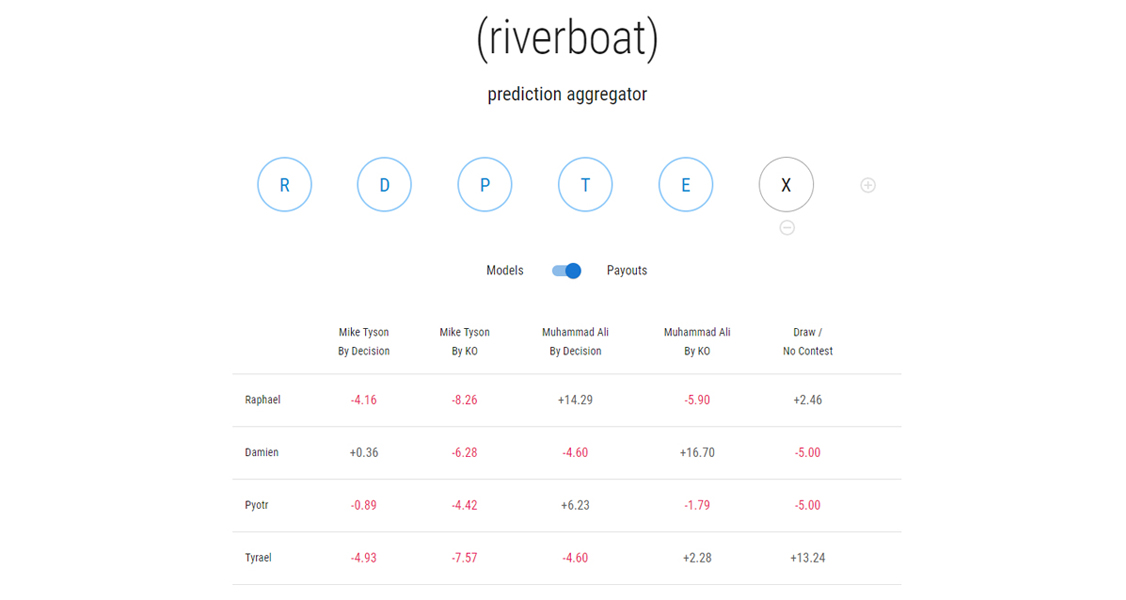 (riverboat)
prediction aggregator
R D P T E X
Models Payouts
Mike Tyson Mike Tyson Muhammad Ali Muhammad Ali Draw /
By Decision By KO By Decision By KO No Contest
Raphael -4.16 -8.26 +14.29 -5.90 +2.46
Damien +0.36 -6.28 -4.60 +16.70 -5.00
Pyotr -0.89 -4.42 +6.23 -1.79 -5.00
Tyrael -4.93 -7.57 -4.60 +2.28 +13.24